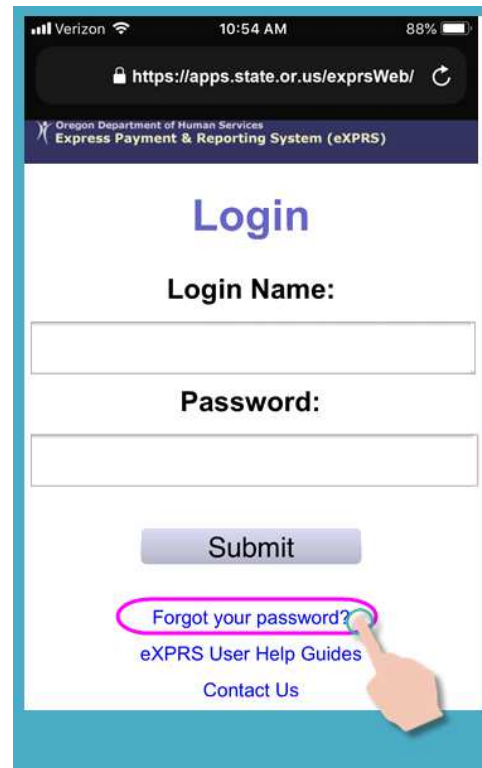 Verizon 10:54 AM 88%
https://apps.state.or.us/exprsWeb/
Oregon Department of Human Services
Express Payment & Reporting System (eXPRS)
Login
Login Name:
Password:
Submit
Forgot your password?
eXPRS User Help Guides
Contact Us